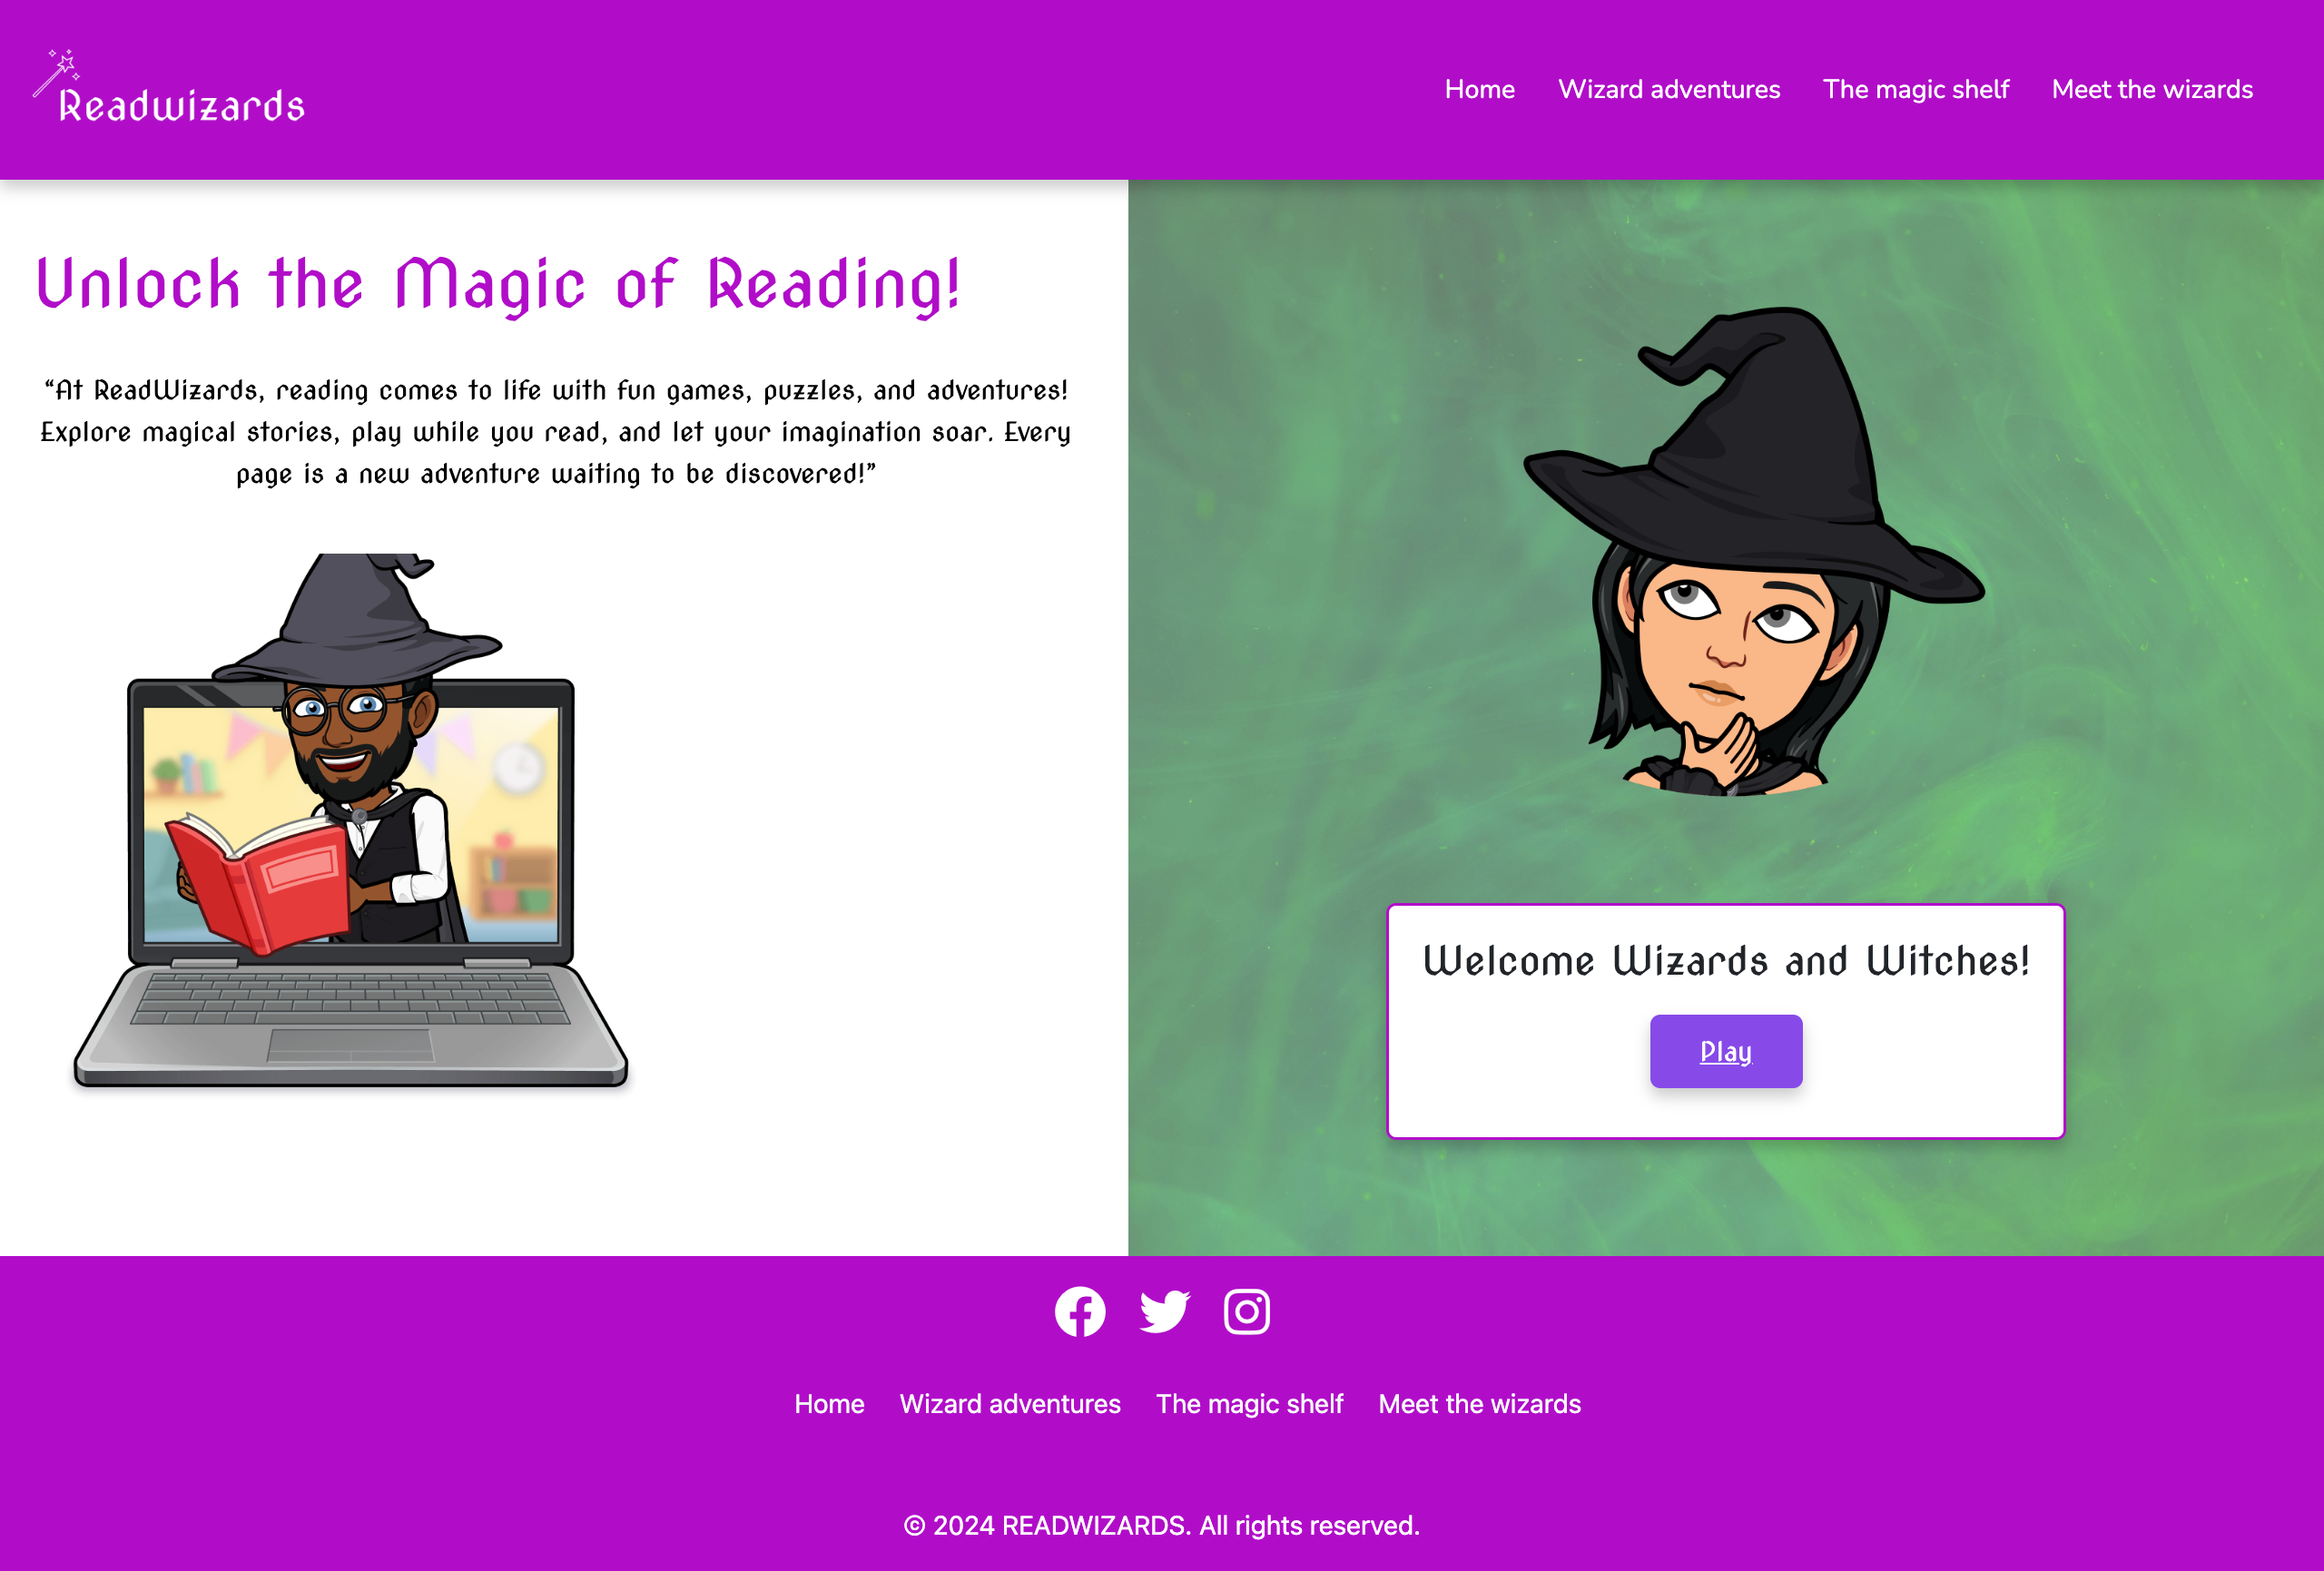 Readwizards
Home Wizard adventures The magic shelf Meet the wizards
Unlock the Magic of Reading!
“At ReadWizards, reading comes to life with fun games, puzzles, and adventures!
Explore magical stories, play while you read, and let your imagination soar. Every
page is a new adventure waiting to be discovered!”
Welcome Wizards and Witches!
Play
Home Wizard adventures The magic shelf Meet the wizards
© 2024 READWIZARDS. All rights reserved.